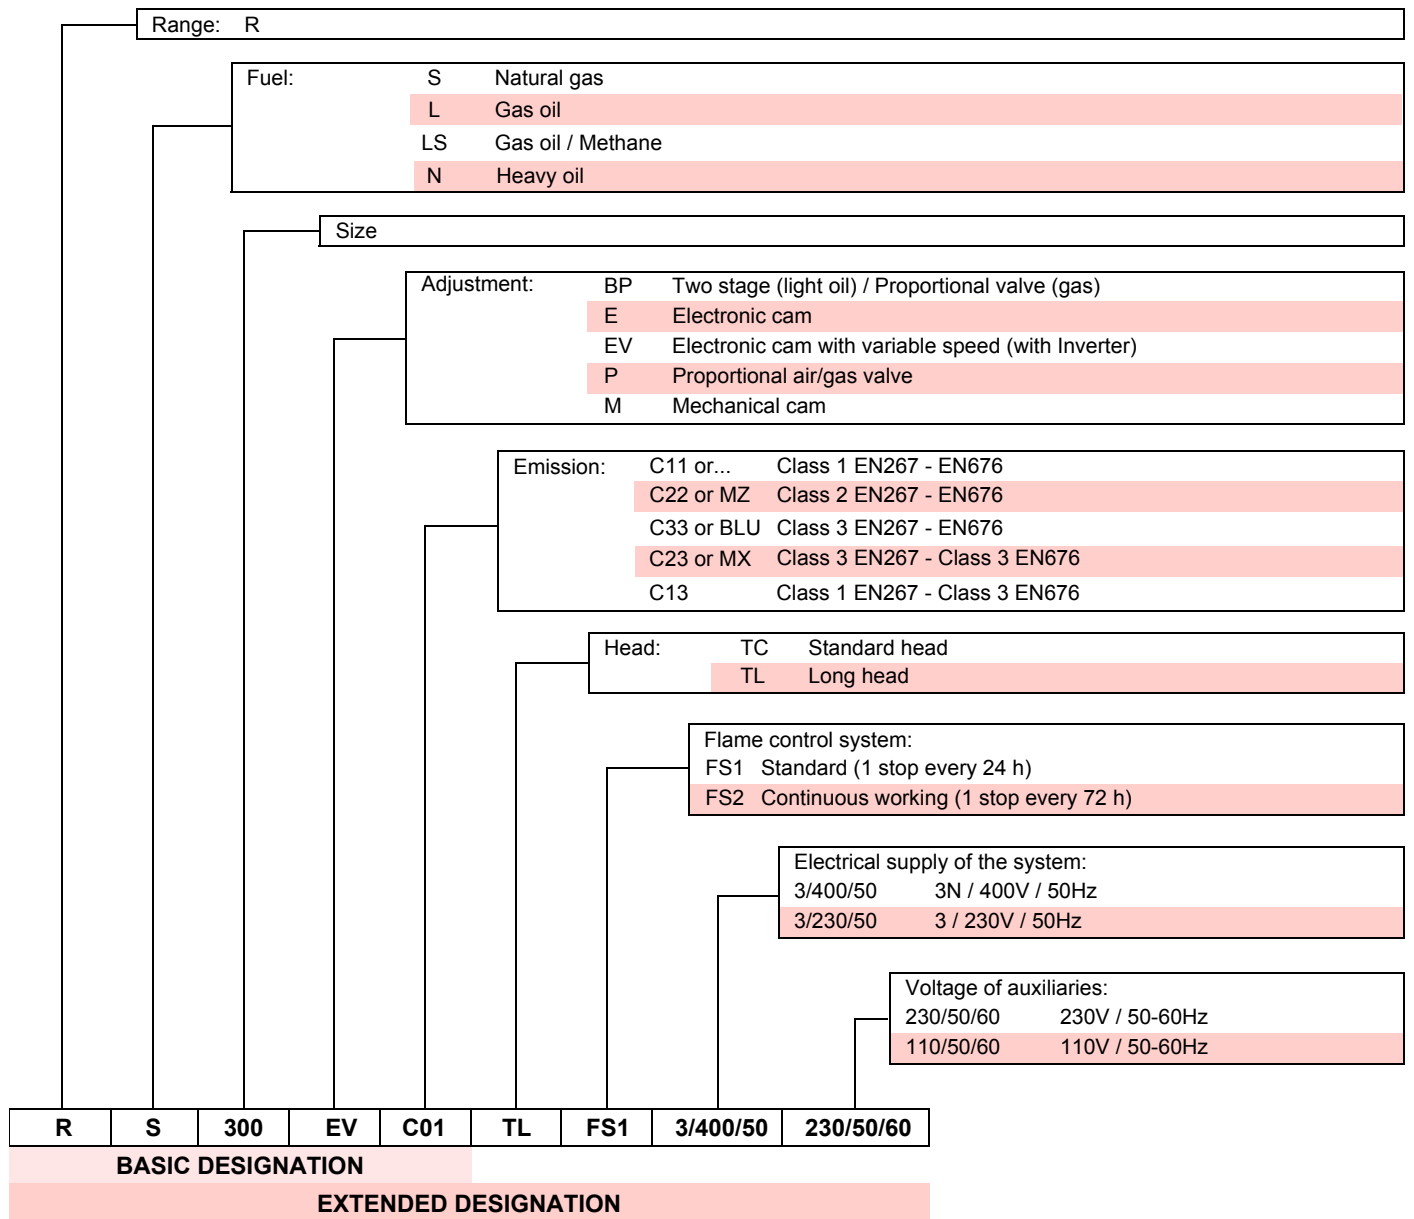 Range: R
Fuel: S Natural gas
L Gas oil
LS Gas oil / Methane
N Heavy oil
Size
Adjustment: BP Two stage (light oil) / Proportional valve (gas)
E Electronic cam
EV Electronic cam with variable speed (with Inverter)
P Proportional air/gas valve
M Mechanical cam
Emission: C11 or... Class 1 EN267 - EN676
C22 or MZ Class 2 EN267 - EN676
C33 or BLU Class 3 EN267 - EN676
C23 or MX Class 3 EN267 - Class 3 EN676
C13 Class 1 EN267 - Class 3 EN676
Head: TC Standard head
TL Long head
Flame control system:
FS1 Standard (1 stop every 24 h)
FS2 Continuous working (1 stop every 72 h)
Electrical supply of the system:
3/400/50 3N / 400V / 50Hz
3/230/50 3 / 230V / 50Hz
Voltage of auxiliaries:
230/50/60 230V / 50-60Hz
110/50/60 110V / 50-60Hz
R S 300 EV C01 TL FS1 3/400/50 230/50/60
BASIC DESIGNATION
EXTENDED DESIGNATION